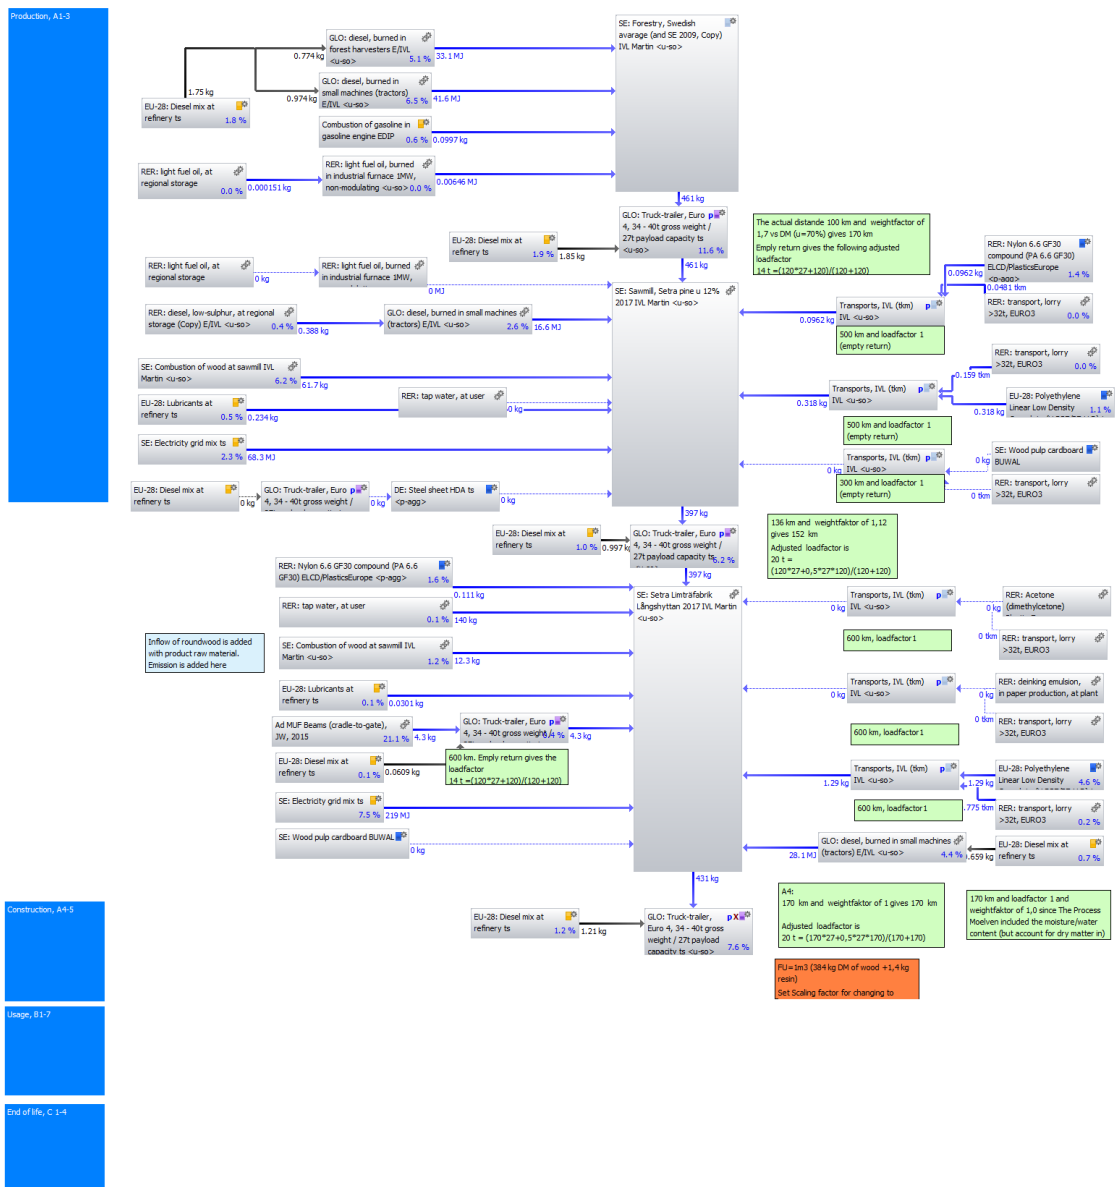 Production, A1-3
GLO: diesel, burned in
forest harvesters E/IVL
<u-so>
5.1 %
33.1 MJ
0.774 kg
1.75 kg
GLO: diesel, burned in
small machines (tractors)
E/IVL <u-so>
6.5 %
41.6 MJ
0.974 kg
EU-28: Diesel mix at
refinery ts
1.8 %
Combustion of gasoline in
gasoline engine EDIP
0.6 %
0.0997 kg
RER: light fuel oil, at
regional storage
0.0 %
0.000151 kg
RER: light fuel oil, burned
in industrial furnace 1MW,
non-modulating <u-so>
0.0 %
0.00646 MJ
SE: Forestry, Swedish
avarage (and SE 2009, Copy)
IVL Martin <u-so>
461 kg
GLO: Truck-trailer, Euro
4, 34 - 40t gross weight /
27t payload capacity ts
<u-so>
11.6 %
461 kg
EU-28: Diesel mix at
refinery ts
1.9 %
1.85 kg
The actual distande 100 km and weightfactor of
1,7 vs DM (u=70%) gives 170 km
Emply return gives the following adjusted
loadfactor
14 t =(120*27+120)/(120+120)
RER: Nylon 6.6 GF30
compound (PA 6.6 GF30)
ELCD/PlasticsEurope
<p-agg>
1.4 %
0.0962 kg
0.0481 tkm
RER: transport, lorry
>32t, EURO3
0.0 %
RER: light fuel oil, at
regional storage
0 kg
RER: light fuel oil, burned
in industrial furnace 1MW,
0 MJ
SE: Sawmill, Setra pine u 12%
2017 IVL Martin <u-so>
Transports, IVL (tkm)
IVL <u-so>
0.0962 kg
500 km and loadfactor 1
(empty return)
RER: diesel, low-sulphur, at regional
storage (Copy) E/IVL <u-so>
0.4 %
0.388 kg
GLO: diesel, burned in small machines
(tractors) E/IVL <u-so>
2.6 %
16.6 MJ
RER: transport, lorry
>32t, EURO3
0.0 %
0.159 tkm
SE: Combustion of wood at sawmill IVL
Martin <u-so>
6.2 %
61.7 kg
RER: tap water, at user
0 kg
EU-28: Lubricants at
refinery ts
0.5 %
0.234 kg
Transports, IVL (tkm)
IVL <u-so>
0.318 kg
0.318 kg
EU-28: Polyethylene
Linear Low Density
1.1 %
500 km and loadfactor 1
(empty return)
SE: Electricity grid mix ts
2.3 %
68.3 MJ
Transports, IVL (tkm)
IVL <u-so>
0 kg
0 kg
SE: Wood pulp cardboard
BUWAL
300 km and loadfactor 1
(empty return)
0 tkm
RER: transport, lorry
>32t, EURO3
EU-28: Diesel mix at
refinery ts
0 kg
GLO: Truck-trailer, Euro
4, 34 - 40t gross weight /
0 kg
DE: Steel sheet HDA ts
<p-agg>
0 kg
397 kg
EU-28: Diesel mix at
refinery ts
1.0 %
0.997 kg
GLO: Truck-trailer, Euro
4, 34 - 40t gross weight /
27t payload capacity ts
6.2 %
397 kg
136 km and weightfaktor of 1,12
gives 152 km
Adjusted loadfactor is
20 t =
(120*27+0,5*27*120)/(120+120)
RER: Nylon 6.6 GF30 compound (PA 6.6
GF30) ELCD/PlasticsEurope <p-agg>
1.6 %
0.111 kg
SE: Setra Limträfabrik
Långshyttan 2017 IVL Martin
<u-so>
RER: tap water, at user
0.1 %
140 kg
Transports, IVL (tkm)
IVL <u-so>
0 kg
0 kg
RER: Acetone
(dimethylcetone)
600 km, loadfactor1
0 tkm
RER: transport, lorry
>32t, EURO3
Inflow of roundwood is added
with product raw material.
Emission is added here
SE: Combustion of wood at sawmill IVL
Martin <u-so>
1.2 %
12.3 kg
EU-28: Lubricants at
refinery ts
0.1 %
0.0301 kg
Transports, IVL (tkm)
IVL <u-so>
0 kg
0 kg
RER: deinking emulsion,
in paper production, at plant
0 tkm
RER: transport, lorry
>32t, EURO3
600 km, loadfactor1
Ad MUF Beams (cradle-to-gate),
JW, 2015
21.1 %
4.3 kg
GLO: Truck-trailer, Euro
4, 34 - 40t gross weight /
0.4 %
4.3 kg
EU-28: Diesel mix at
refinery ts
0.1 %
0.0609 kg
600 km. Emply return gives the
loadfactor
14 t =(120*27+120)/(120+120)
Transports, IVL (tkm)
IVL <u-so>
1.29 kg
1.29 kg
EU-28: Polyethylene
Linear Low Density
4.6 %
600 km, loadfactor1
.775 tkm
RER: transport, lorry
>32t, EURO3
0.2 %
SE: Electricity grid mix ts
7.5 %
219 MJ
SE: Wood pulp cardboard BUWAL
0 kg
GLO: diesel, burned in small machines
(tractors) E/IVL <u-so>
4.4 %
28.1 MJ
.659 kg
EU-28: Diesel mix at
refinery ts
0.7 %
431 kg
Construction, A4-5
EU-28: Diesel mix at
refinery ts
1.2 %
1.21 kg
GLO: Truck-trailer,
Euro 4, 34 - 40t gross
weight / 27t payload
capacity ts <u-so>
7.6 %
A4:
170 km and weightfaktor of 1 gives 170 km
Adjusted loadfactor is
20 t = (170*27+0,5*27*170)/(170+170)
170 km and loadfactor 1 and
weightfaktor of 1,0 since The Process
Moelven included the moisture/water
content (but account for dry matter in)
FU=1m3 (384 kg DM of wood +1,4 kg
resin)
Set Scaling factor for changing to
Usage, B1-7
End of life, C 1-4